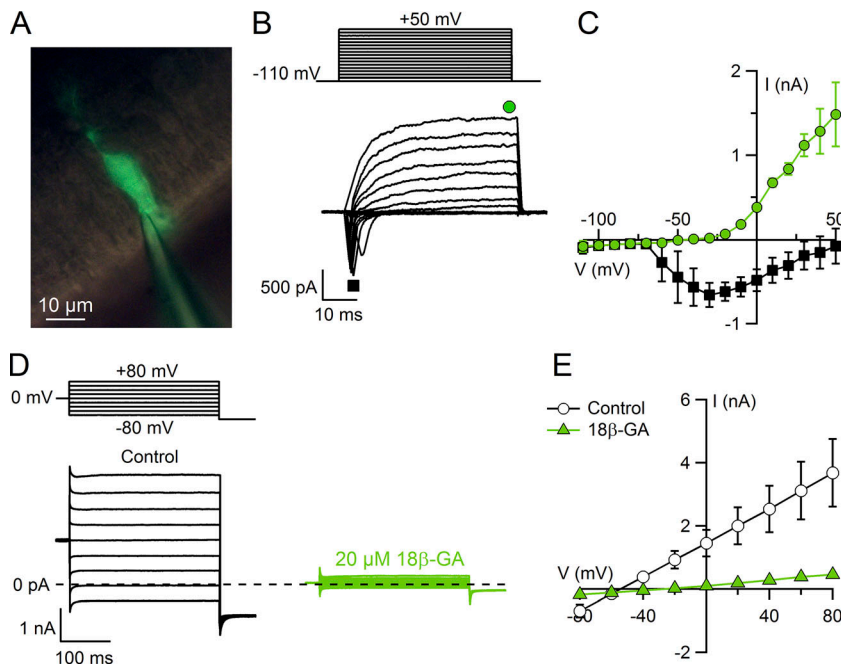 A
10 µm
B
+50 mV
-110 mV
500 pA
10 ms
C
2
I (nA)
1
-100
-50
50
V (mV)
-1
D
+80 mV
0 mV
-80 mV
Control
20 µM 18β-GA
0 pA
1 nA
100 ms
E
6
I (nA)
Control
18β-GA
4
2
V (mV)
-80
-40
40
80
-2